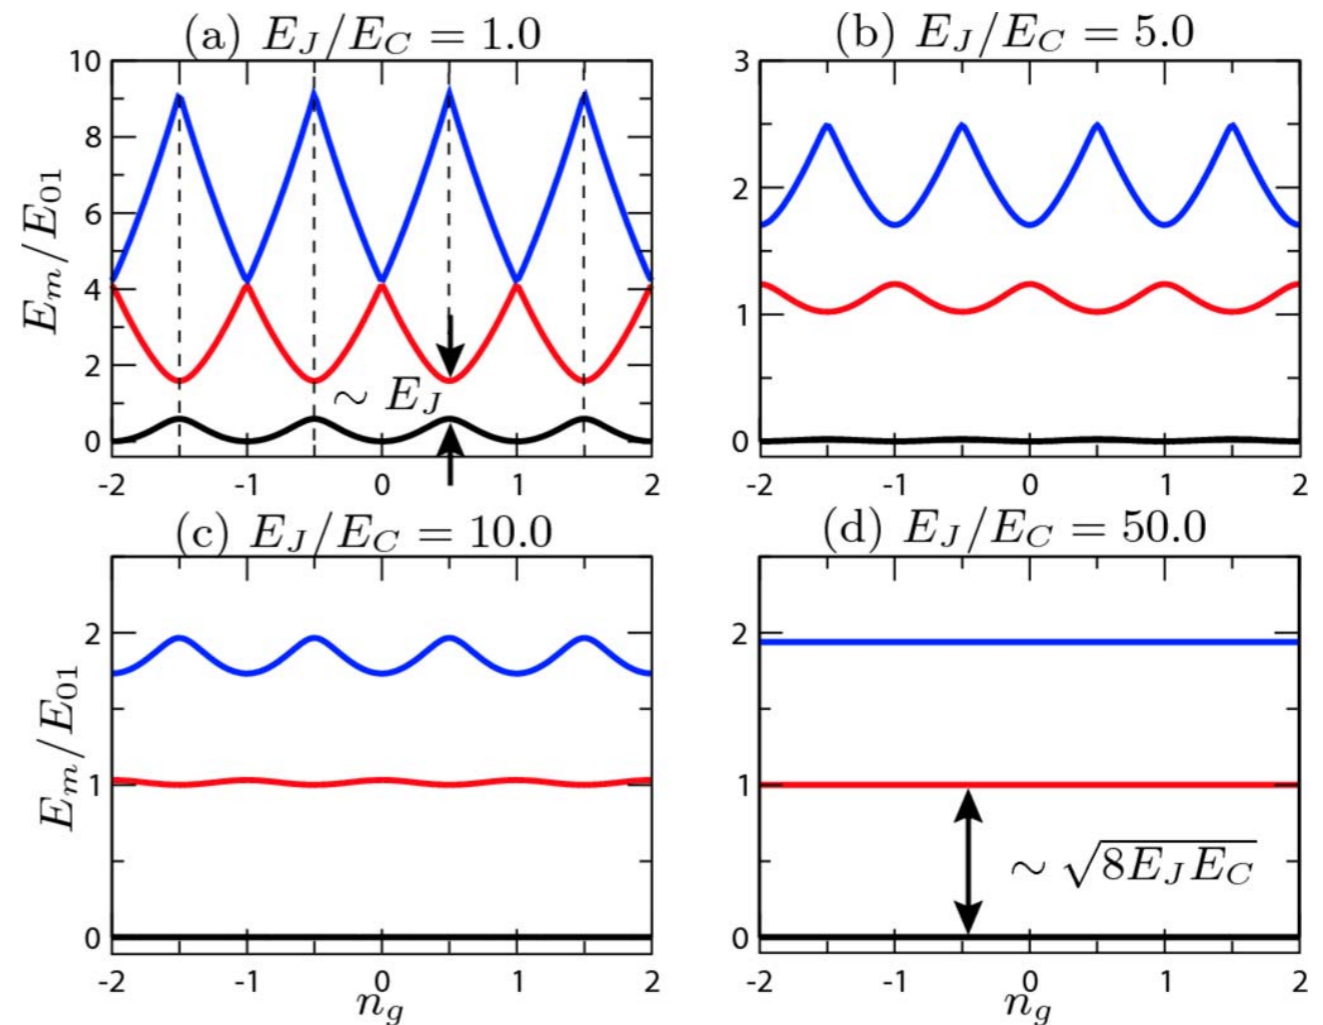 (a) E_J/E_C = 1.0
10
8
6
4
2
0
E_m/E_01
∼ E_J
-2 -1 0 1 2
(b) E_J/E_C = 5.0
3
2
1
0
-2 -1 0 1 2
(c) E_J/E_C = 10.0
2
1
0
E_m/E_01
-2 -1 0 1 2
n_g
(d) E_J/E_C = 50.0
2
1
0
∼ √8E_JE_C
-2 -1 0 1 2
n_g